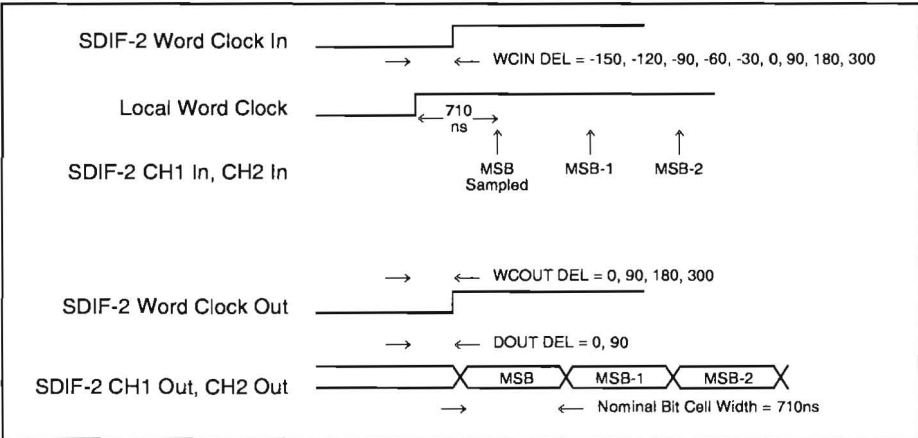 SDIF-2 Word Clock In
WCIN DEL = -150, -120, -90, -60, -30, 0, 90, 180, 300
Local Word Clock
710
ns
SDIF-2 CH1 In, CH2 In
MSB
Sampled
MSB-1
MSB-2
WCOUT DEL = 0, 90, 180, 300
SDIF-2 Word Clock Out
DOUT DEL = 0, 90
SDIF-2 CH1 Out, CH2 Out
MSB
MSB-1
MSB-2
Nominal Bit Cell Width = 710ns